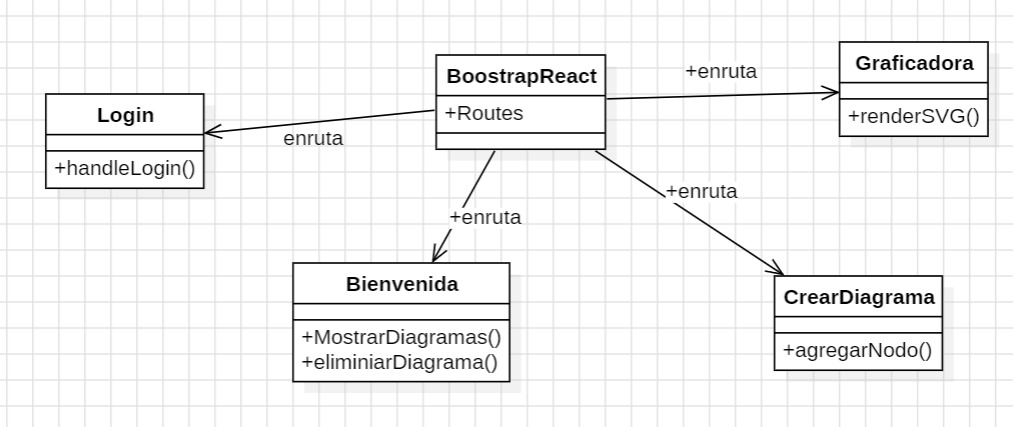 BoostrapReact
+Routes
Login
+handleLogin()
enruta
+enruta
Graficadora
+renderSVG()
+enruta
Bienvenida
+MostrarDiagramas()
+eliminiarDiagrama()
+enruta
CrearDiagrama
+agregarNodo()